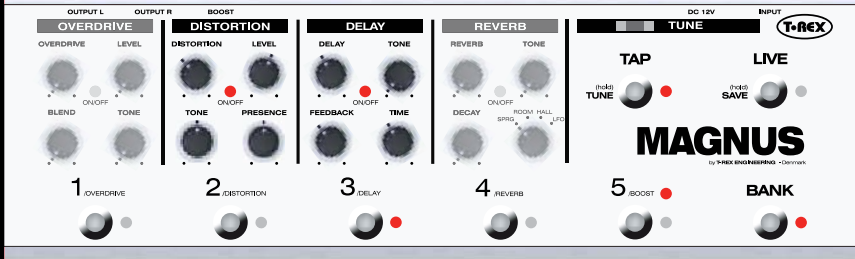 OUTPUT L OUTPUT R BOOST DC 12V INPUT
OVERDRIVE DISTORTION DELAY REVERB TUNE T-REX
OVERDRIVE LEVEL DISTORTION LEVEL DELAY TONE REVERB TONE
TAP LIVE
(hold) TUNE
(hold) SAVE
ON/OFF ON/OFF ON/OFF ON/OFF
BLEND TONE TONE PRESENCE FEEDBACK TIME DECAY SPRG ROOM HALL LFO
MAGNUS
by T-REX ENGINEERING • Denmark
1 /OVERDRIVE 2 /DISTORTION 3 /DELAY 4 /REVERB 5 /BOOST BANK